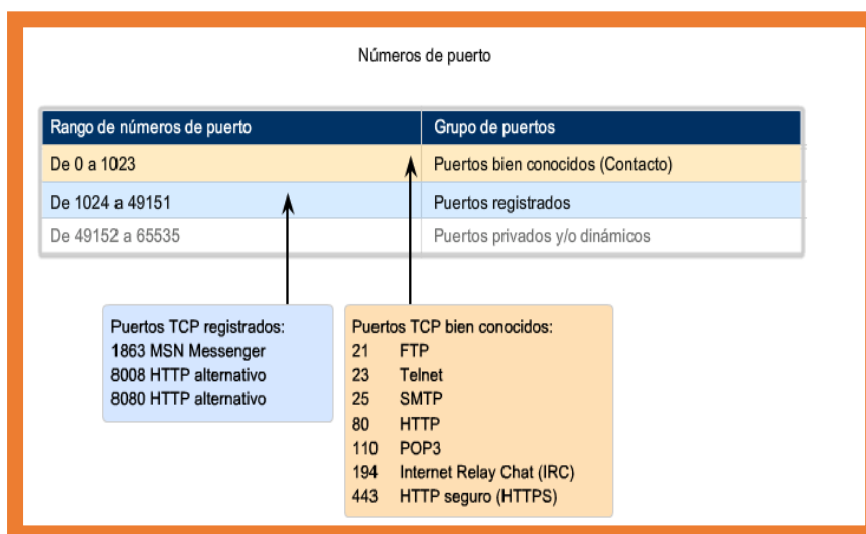 Números de puerto
Rango de números de puerto Grupo de puertos
De 0 a 1023 Puertos bien conocidos (Contacto)
De 1024 a 49151 Puertos registrados
De 49152 a 65535 Puertos privados y/o dinámicos
Puertos TCP registrados:
1863 MSN Messenger
8008 HTTP alternativo
8080 HTTP alternativo
Puertos TCP bien conocidos:
21 FTP
23 Telnet
25 SMTP
80 HTTP
110 POP3
194 Internet Relay Chat (IRC)
443 HTTP seguro (HTTPS)